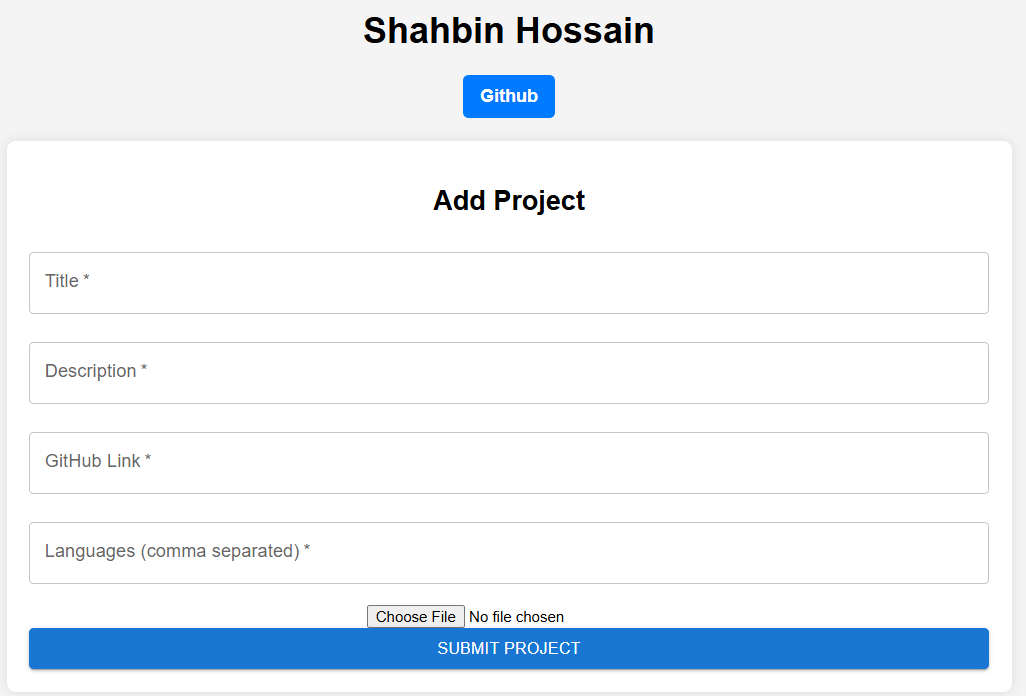 Shahbin Hossain
Github
Add Project
Title *
Description *
GitHub Link *
Languages (comma separated) *
Choose File No file chosen
SUBMIT PROJECT